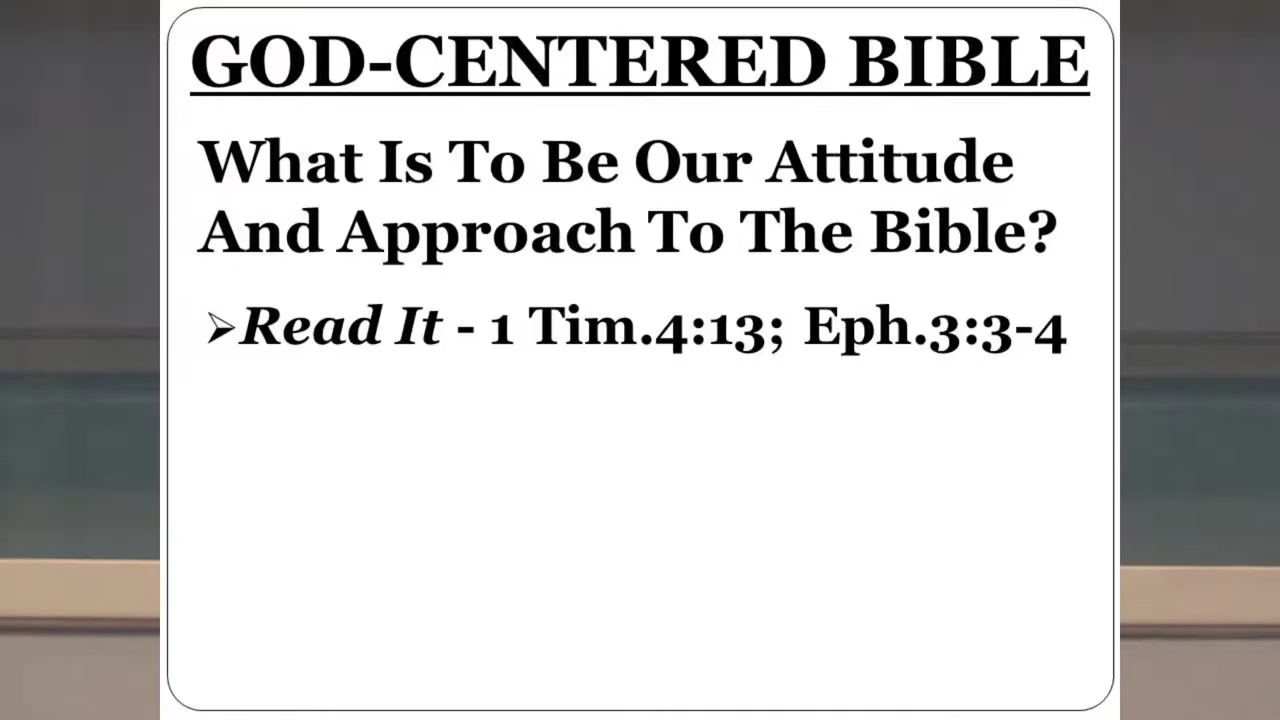 GOD-CENTERED BIBLE
What Is To Be Our Attitude
And Approach To The Bible?
➢Read It - 1 Tim.4:13; Eph.3:3-4